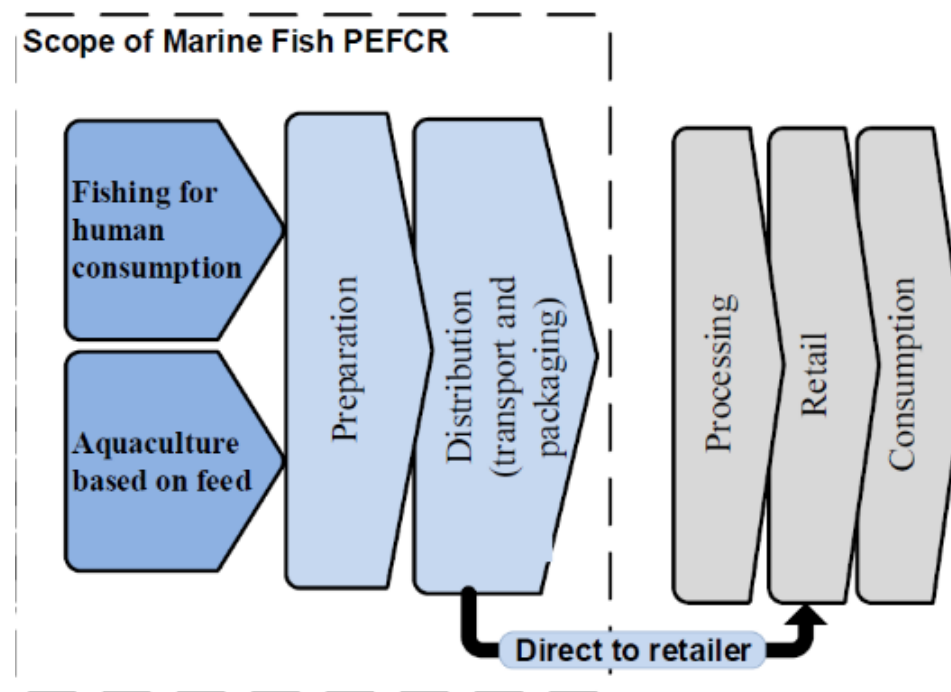 Scope of Marine Fish PEFCR
Fishing for
human
consumption
Aquaculture
based on feed
Preparation
Distribution
(transport and
packaging)
Processing
Retail
Consumption
Direct to retailer